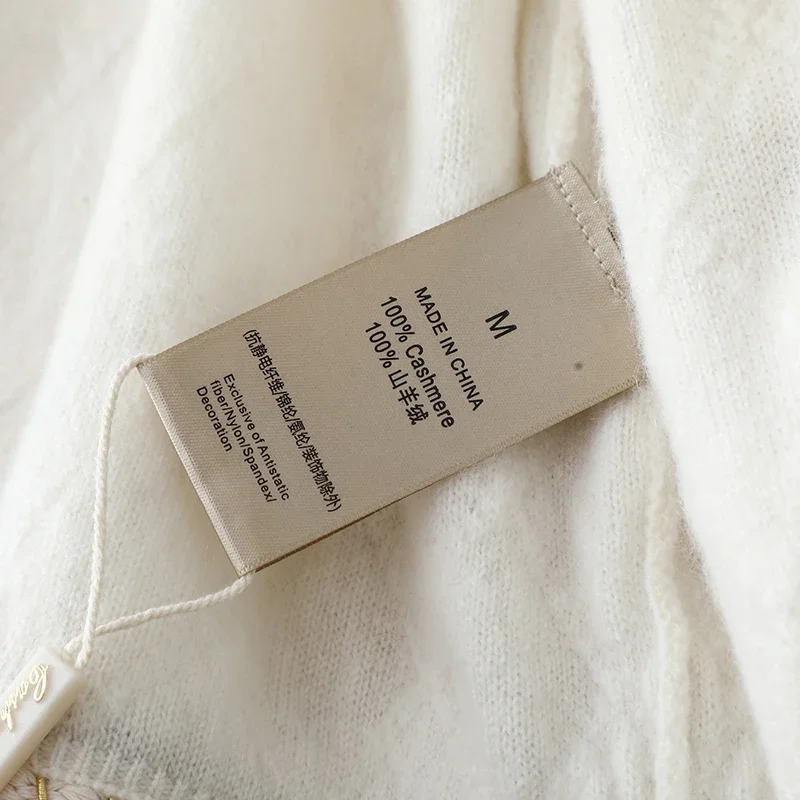 M
MADE IN CHINA
100% Cashmere
100% 山羊绒
(抗静电纤维/锦纶/氨纶/装饰物除外)
Exclusive of Antistatic
fiber/Nylon/Spandex/
Decoration